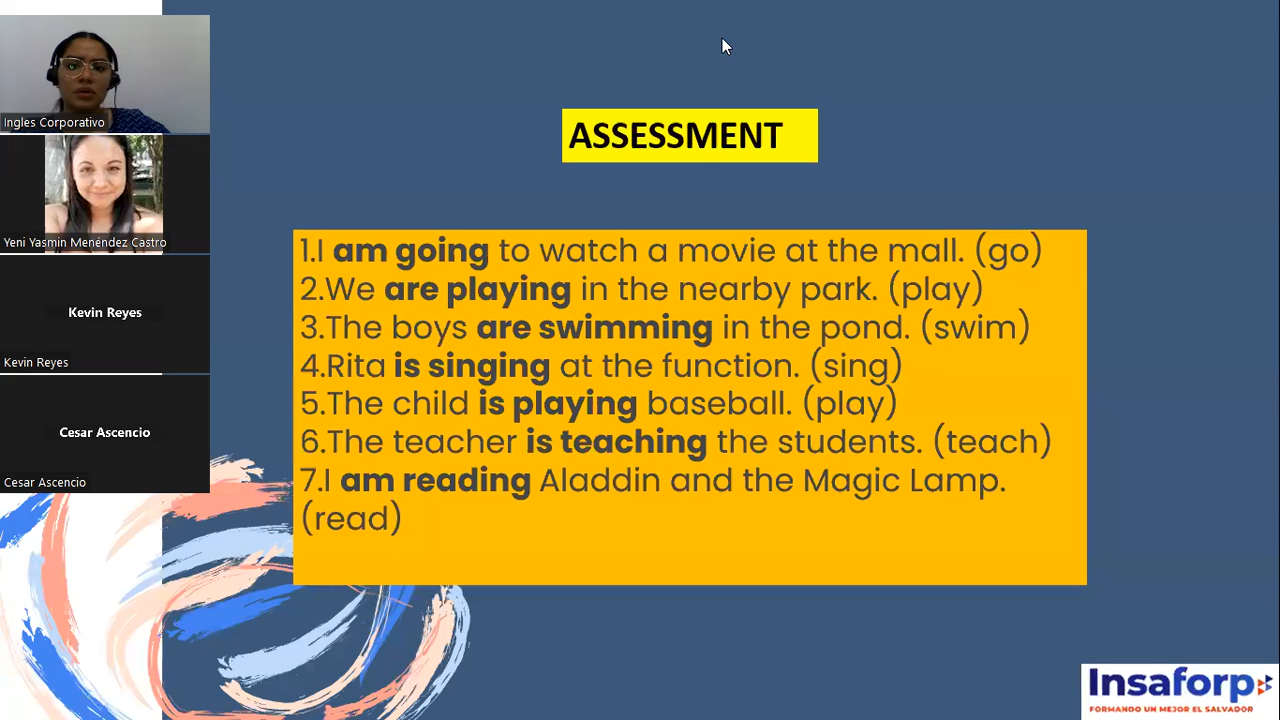 Ingles Corporativo
Yeni Yasmin Menéndez Castro
Kevin Reyes
Kevin Reyes
Cesar Ascencio
Cesar Ascencio
ASSESSMENT
1.I am going to watch a movie at the mall. (go)
2.We are playing in the nearby park. (play)
3.The boys are swimming in the pond. (swim)
4.Rita is singing at the function. (sing)
5.The child is playing baseball. (play)
6.The teacher is teaching the students. (teach)
7.I am reading Aladdin and the Magic Lamp.
(read)
Insaforp
FORMANDO UN MEJOR EL SALVADOR